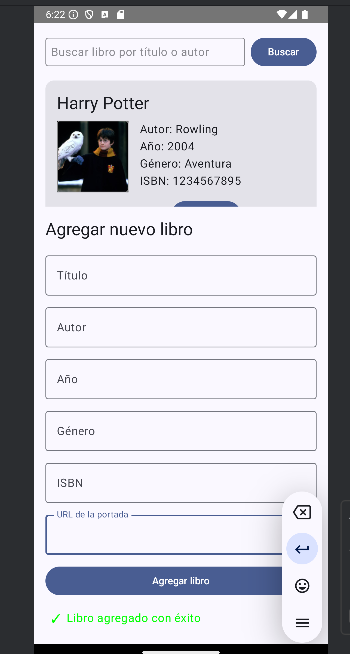 6:22
Buscar libro por título o autor
Buscar
Harry Potter
Autor: Rowling
Año: 2004
Género: Aventura
ISBN: 1234567895
Agregar nuevo libro
Título
Autor
Año
Género
ISBN
URL de la portada
Agregar libro
✓ Libro agregado con éxito